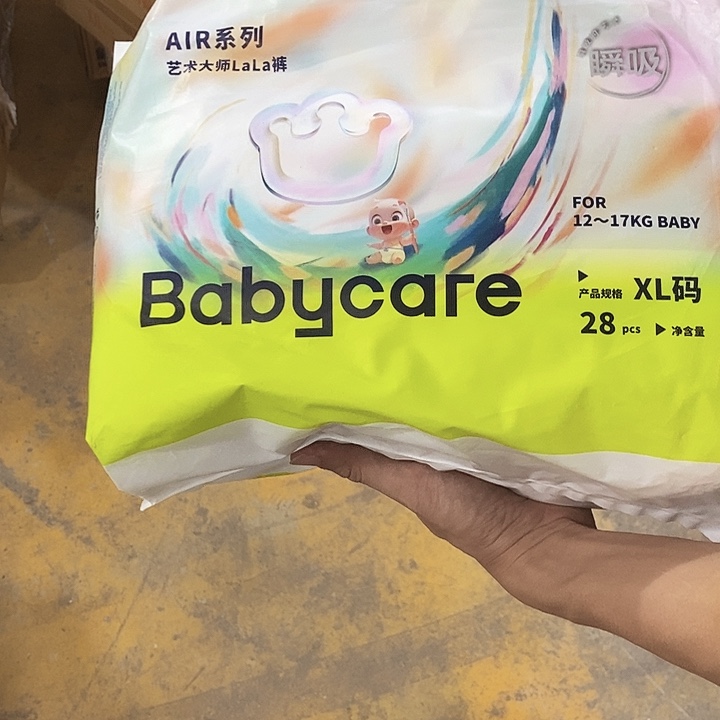 AIR系列
艺术大师LaLa裤
瞬吸
FOR
12～17KG BABY
Babycare
产品规格 XL码
28 pcs 净含量